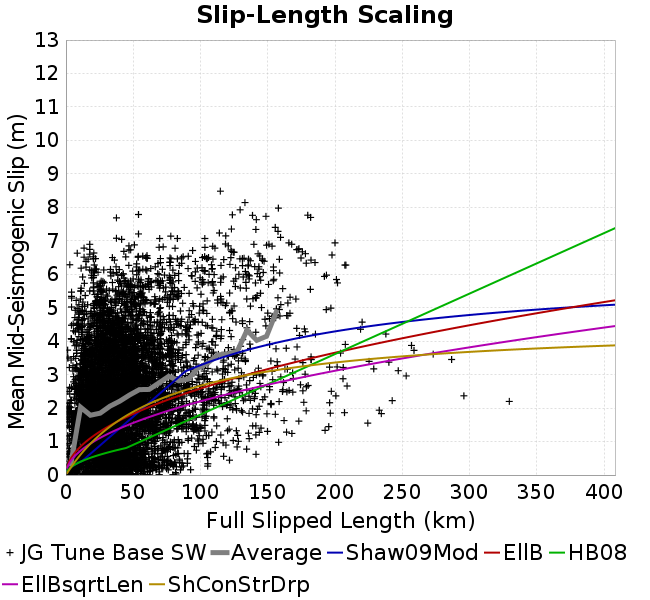 Slip-Length Scaling
Mean Mid-Seismogenic Slip (m)
13
12
11
10
9
8
7
6
5
4
3
2
1
0
0 50 100 150 200 250 300 350 400
Full Slipped Length (km)
JG Tune Base SW Average Shaw09Mod EllB HB08
EllBsqrtLen ShConStrDrp